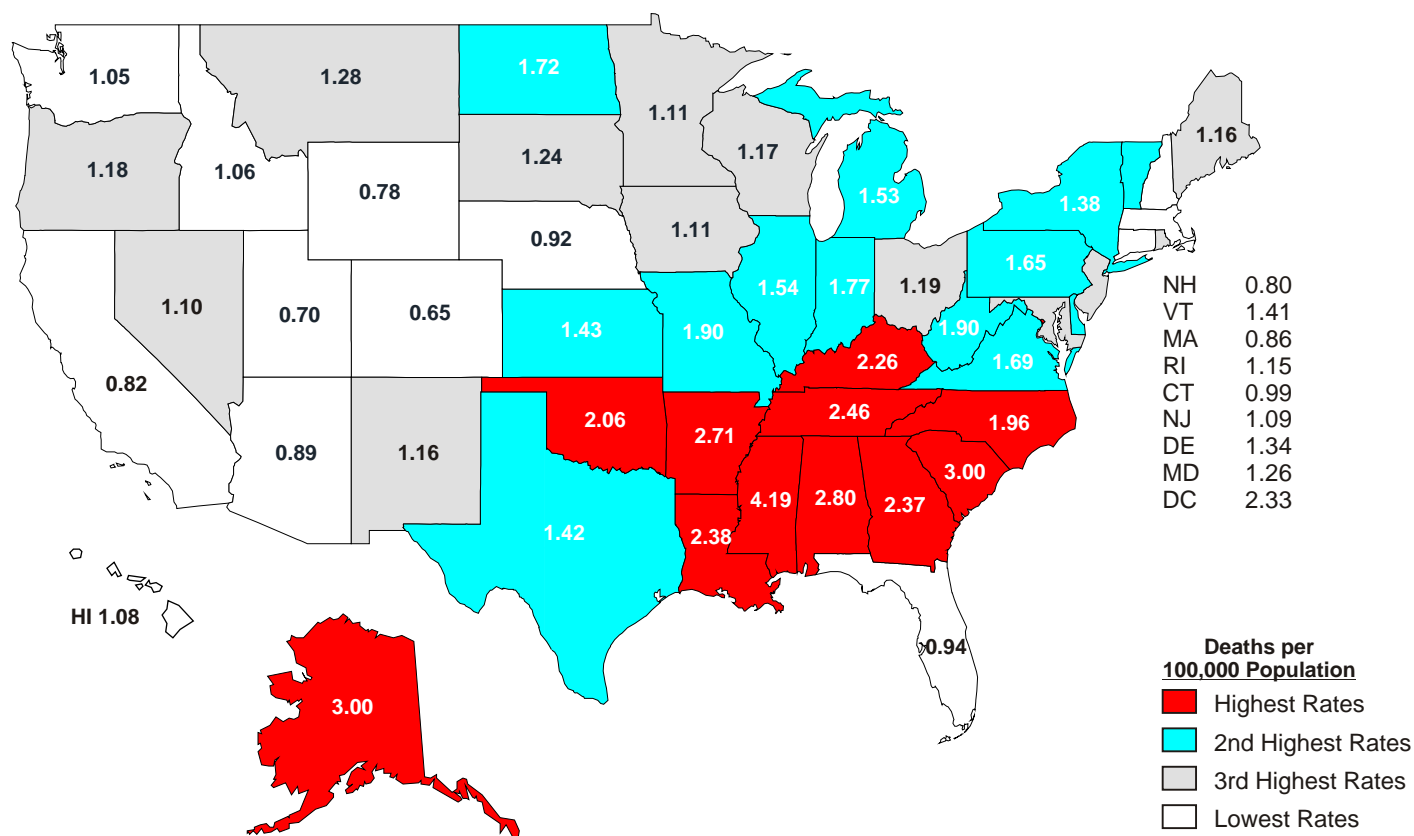 1.05
1.28
1.72
1.11
1.16
1.18
1.06
1.24
1.17
0.78
1.53
1.38
0.92
1.11
1.65
1.10
0.70
0.65
1.43
1.90
1.54
1.77
1.19
1.90
1.69
2.26
0.82
0.89
1.16
2.06
2.71
2.46
1.96
3.00
1.42
2.38
4.19
2.80
2.37
0.94
NH 0.80
VT 1.41
MA 0.86
RI 1.15
CT 0.99
NJ 1.09
DE 1.34
MD 1.26
DC 2.33
HI 1.08
3.00
Deaths per
100,000 Population
Highest Rates
2nd Highest Rates
3rd Highest Rates
Lowest Rates